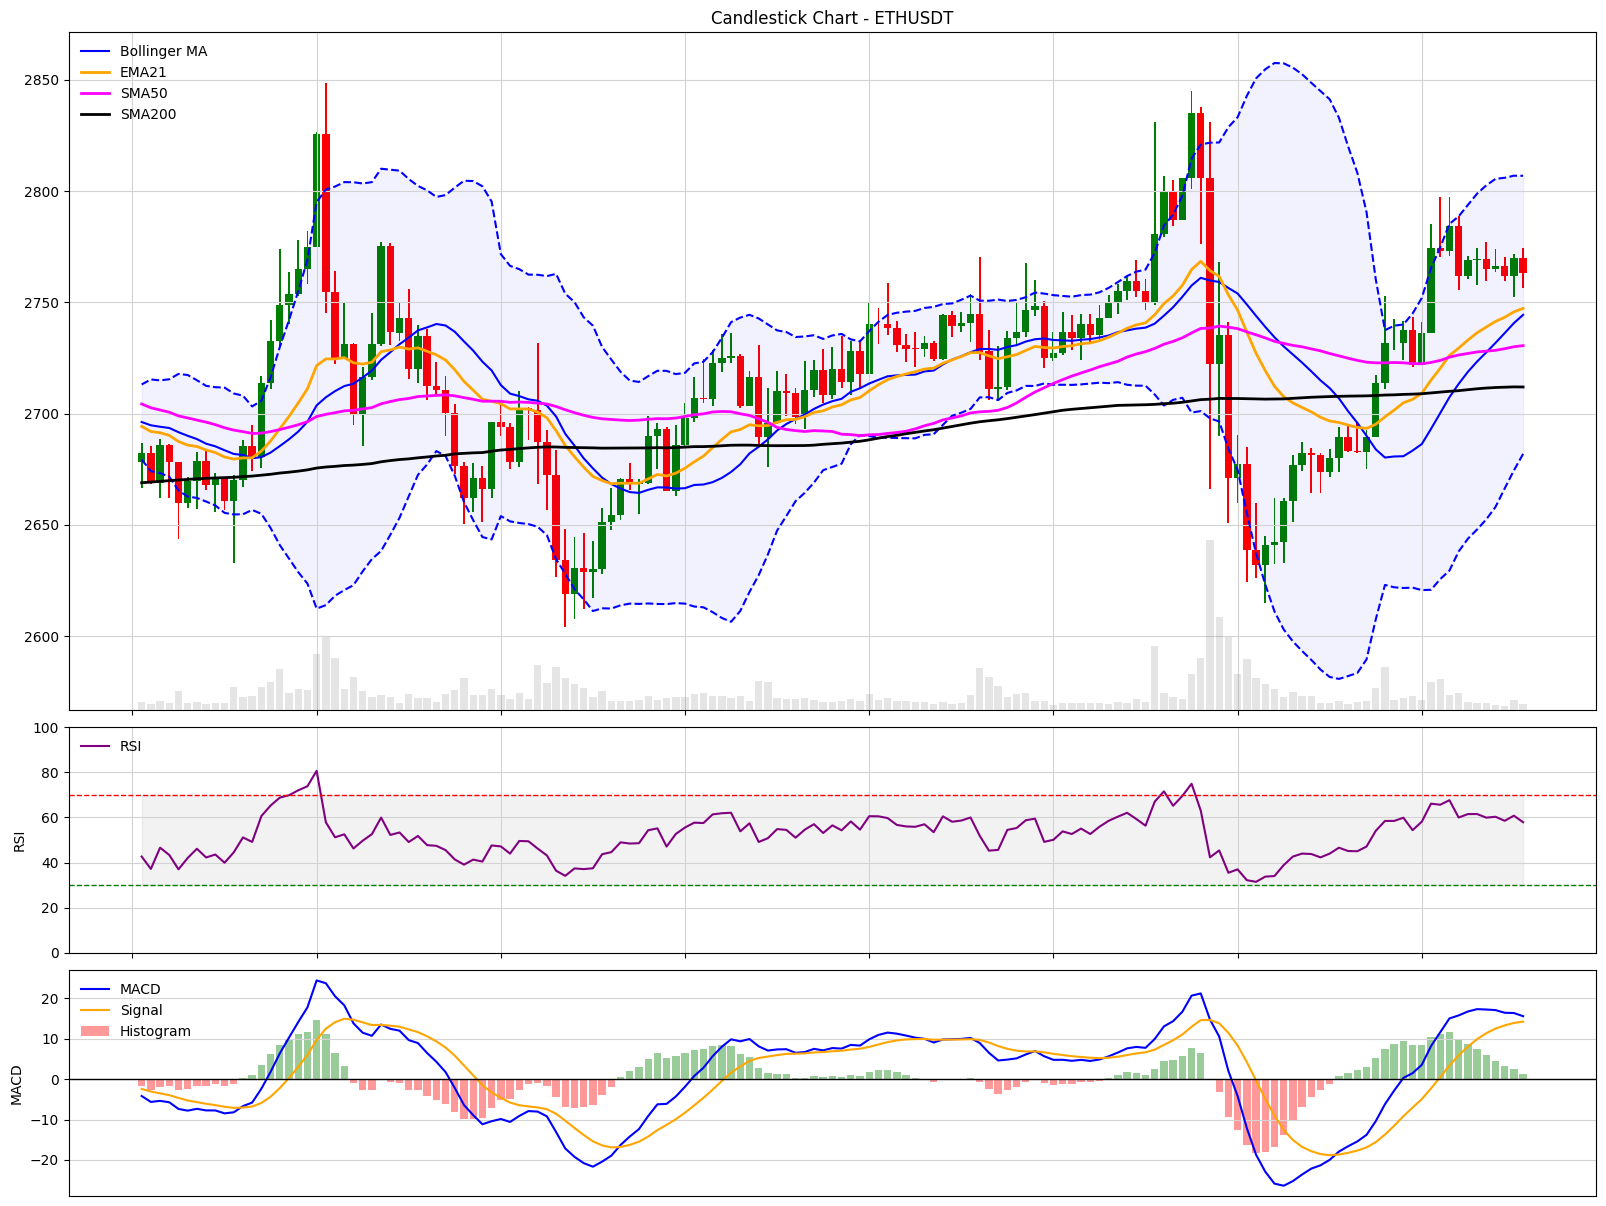 Candlestick Chart - ETHUSDT
Bollinger MA
EMA21
SMA50
SMA200
2850
2800
2750
2700
2650
2600
RSI
100
80
60
40
20
0
RSI
MACD
Signal
Histogram
20
10
0
−10
−20
MACD